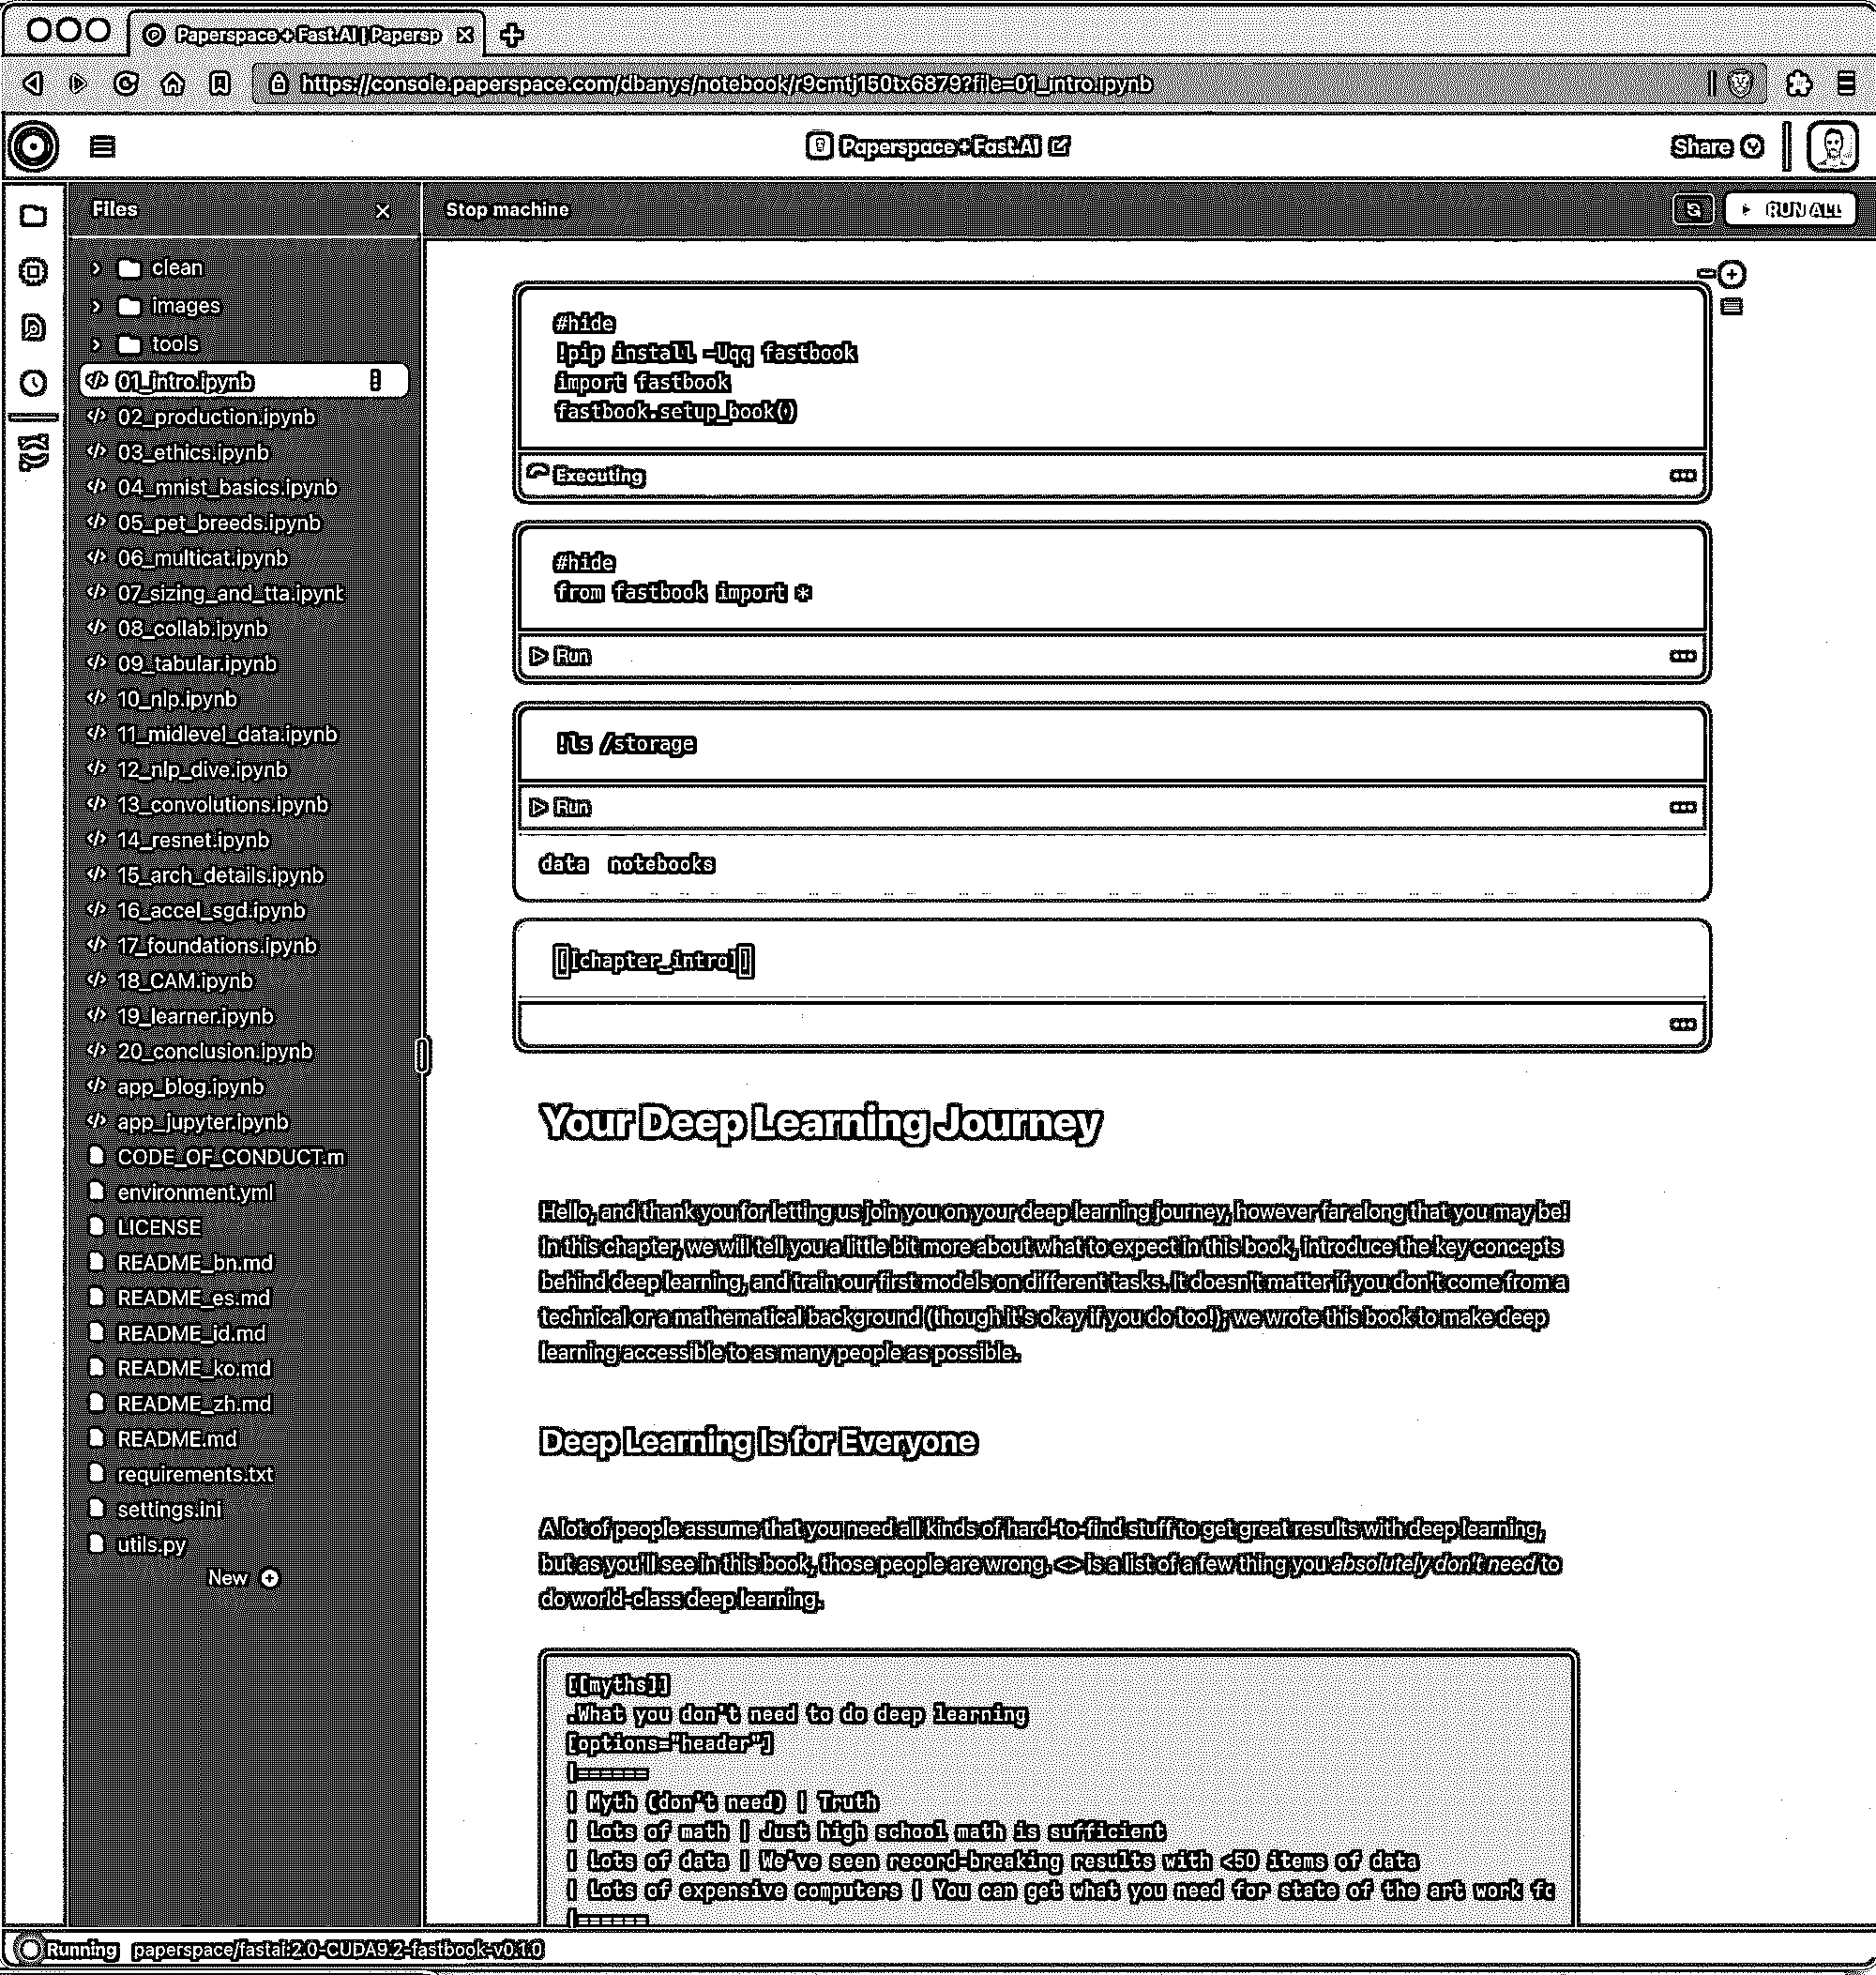 Paperspace + Fast.AI | Papersp
https://console.paperspace.com/dbanys/notebook/r9cmtj150tx6879?file=01_intro.ipynb
Paperspace + Fast.AI
Share
Files
Stop machine
RUN ALL
clean
images
tools
01_intro.ipynb
02_production.ipynb
03_ethics.ipynb
04_mnist_basics.ipynb
05_pet_breeds.ipynb
06_multicat.ipynb
07_sizing_and_tta.ipynb
08_collab.ipynb
09_tabular.ipynb
10_nlp.ipynb
11_midlevel_data.ipynb
12_nlp_dive.ipynb
13_convolutions.ipynb
14_resnet.ipynb
15_arch_details.ipynb
16_accel_sgd.ipynb
17_foundations.ipynb
18_CAM.ipynb
19_learner.ipynb
20_conclusion.ipynb
app_blog.ipynb
app_jupyter.ipynb
CODE_OF_CONDUCT.m
environment.yml
LICENSE
README_bn.md
README_es.md
README_id.md
README_ko.md
README_zh.md
README.md
requirements.txt
settings.ini
utils.py
New
#hide
!pip install -Uqq fastbook
import fastbook
fastbook.setup_book()
Executing
#hide
from fastbook import *
Run
!ls /storage
Run
data notebooks
[[chapter_intro]]
Your Deep Learning Journey
Hello, and thank you for letting us join you on your deep learning journey, however far along that you may be!
In this chapter, we will tell you a little bit more about what to expect in this book, introduce the key concepts
behind deep learning, and train our first models on different tasks. It doesn't matter if you don't come from a
technical or a mathematical background (though it's okay if you do too!); we wrote this book to make deep
learning accessible to as many people as possible.
Deep Learning Is for Everyone
A lot of people assume that you need all kinds of hard-to-find stuff to get great results with deep learning,
but as you'll see in this book, those people are wrong. <> is a list of a few thing you absolutely don't need to
do world-class deep learning.
[[myths]]
.What you don't need to do deep learning
[options="header"]
|======
| Myth (don't need) | Truth
| Lots of math | Just high school math is sufficient
| Lots of data | We've seen record-breaking results with <50 items of data
| Lots of expensive computers | You can get what you need for state of the art work fo
|======
Running paperspace/fastai:2.0-CUDA9.2-fastbook-v0.1.0